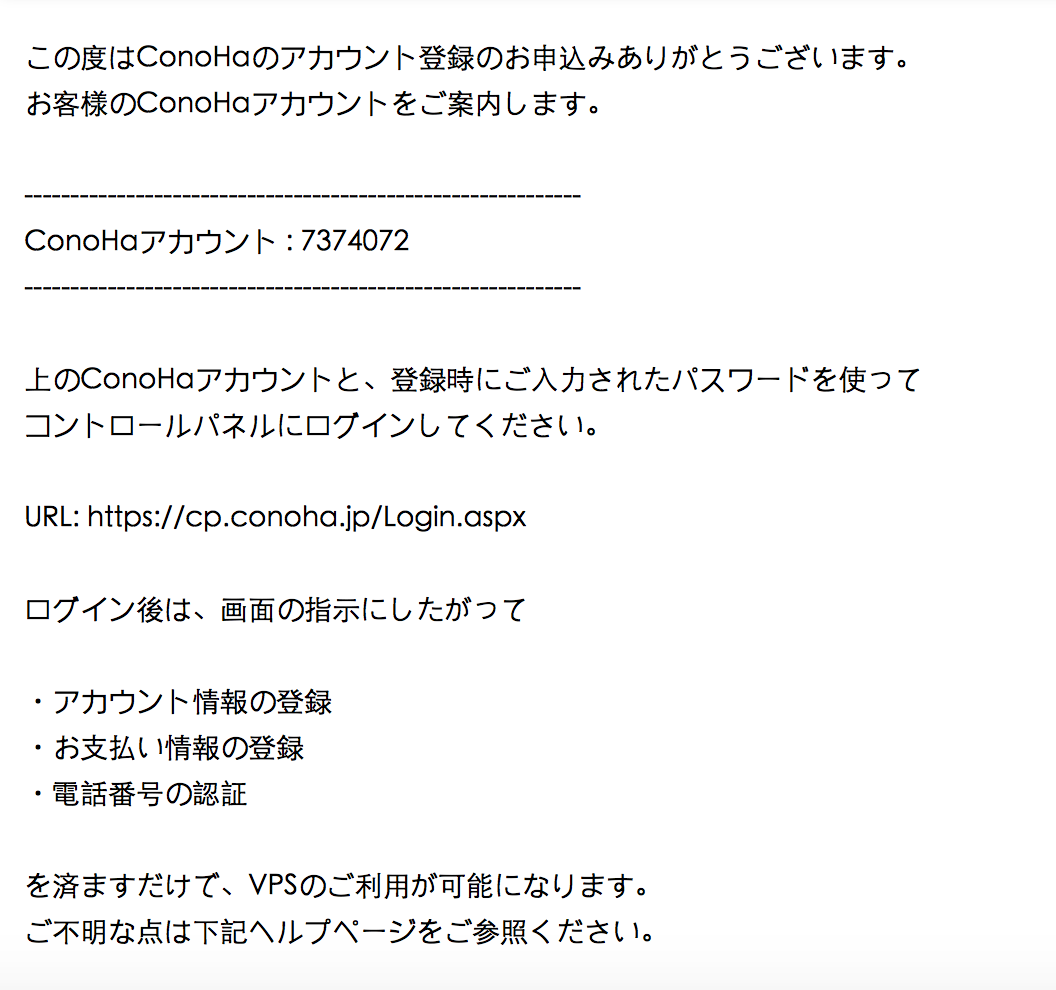 この度はConoHaのアカウント登録のお申込みありがとうございます。
お客様のConoHaアカウントをご案内します。
------------------------------------------------------------
ConoHaアカウント : 7374072
------------------------------------------------------------
上のConoHaアカウントと、登録時にご入力されたパスワードを使って
コントロールパネルにログインしてください。
URL: https://cp.conoha.jp/Login.aspx
ログイン後は、画面の指示にしたがって
・アカウント情報の登録
・お支払い情報の登録
・電話番号の認証
を済ますだけで、VPSのご利用が可能になります。
ご不明な点は下記ヘルプページをご参照ください。